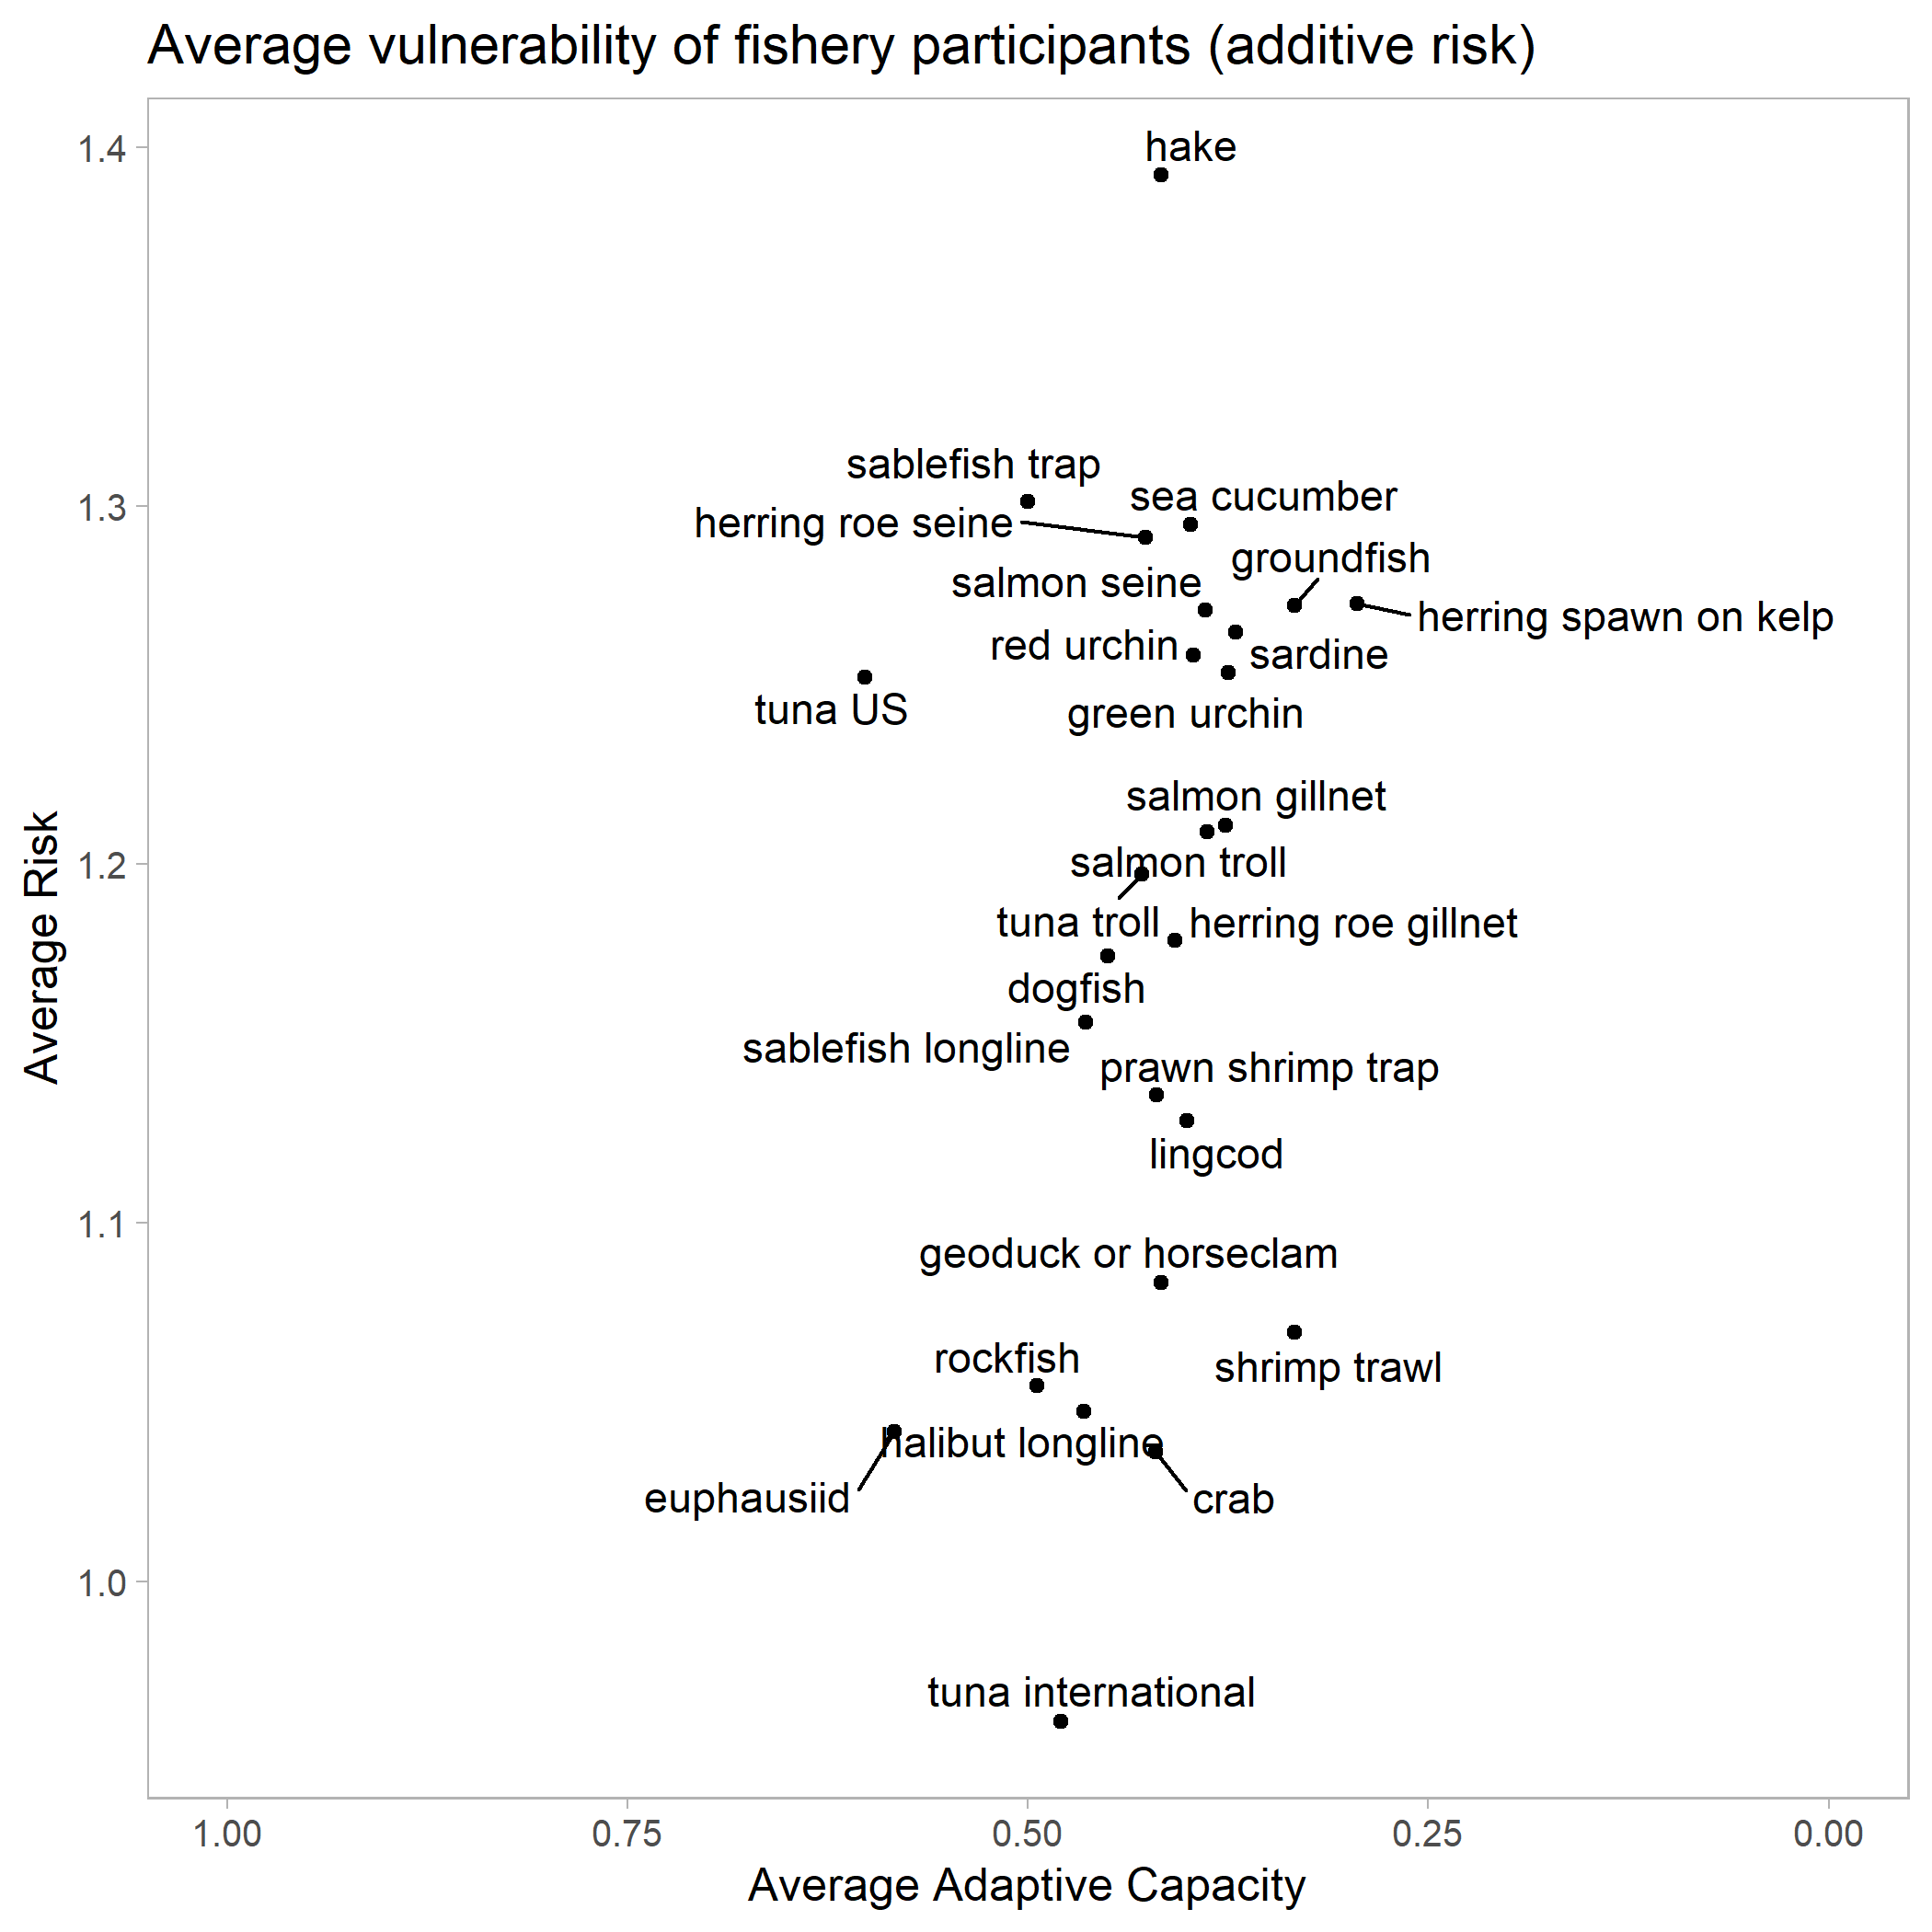 Average vulnerability of fishery participants (additive risk)
1.4
hake
sablefish trap
sea cucumber
1.3
herring roe seine
groundfish
salmon seine
herring spawn on kelp
red urchin
sardine
tuna US
green urchin
salmon gillnet
1.2
salmon troll
tuna troll
herring roe gillnet
dogfish
sablefish longline
prawn shrimp trap
lingcod
1.1
geoduck or horseclam
rockfish
shrimp trawl
halibut longline
euphausiid
crab
1.0
tuna international
Average Risk
1.00
0.75
0.50
0.25
0.00
Average Adaptive Capacity